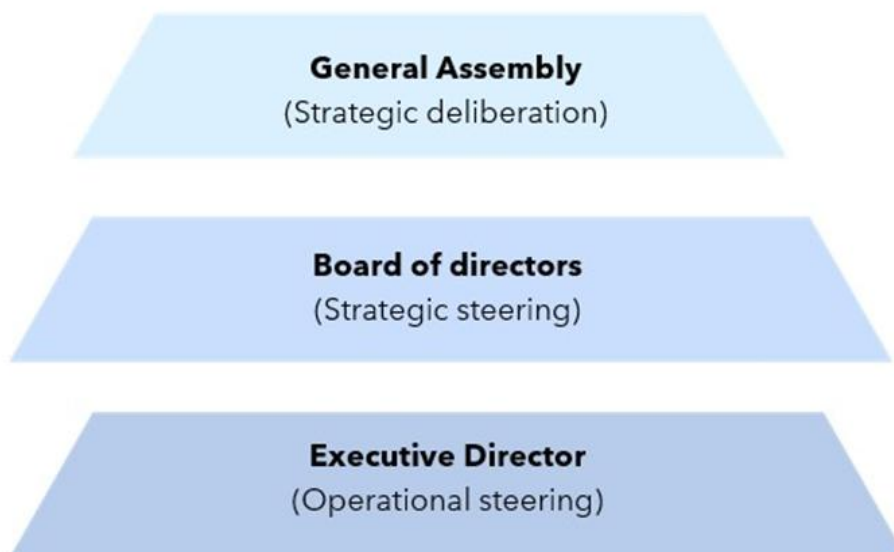 General Assembly
(Strategic deliberation)
Board of directors
(Strategic steering)
Executive Director
(Operational steering)